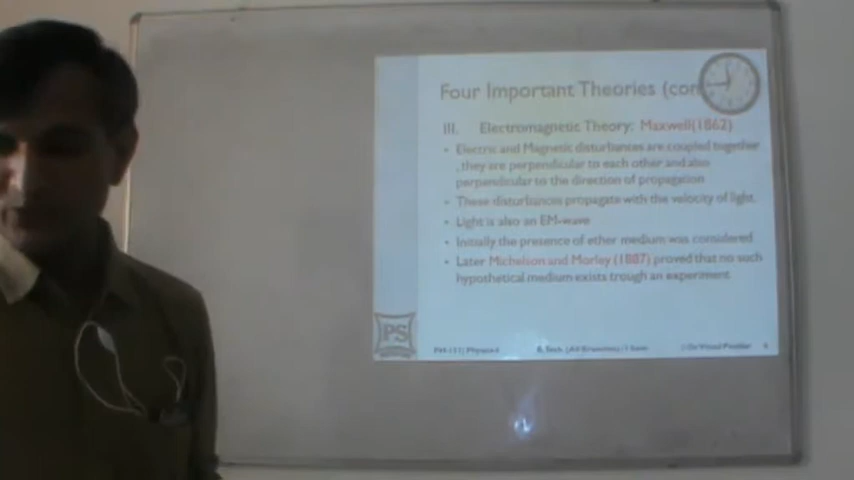 Four Important Theories (con
III. Electromagnetic Theory: Maxwell(1862)
• Electric and Magnetic disturbances are coupled together
, they are perpendicular to each other and also
perpendicular to the direction of propagation
• These disturbances propagate with the velocity of light.
• Light is also an EM-wave
• Initially the presence of ether medium was considered
• Later Michelson and Morley (1887) proved that no such
hypothetical medium exists trough an experiment
PS
B. Tech. (All Branches)